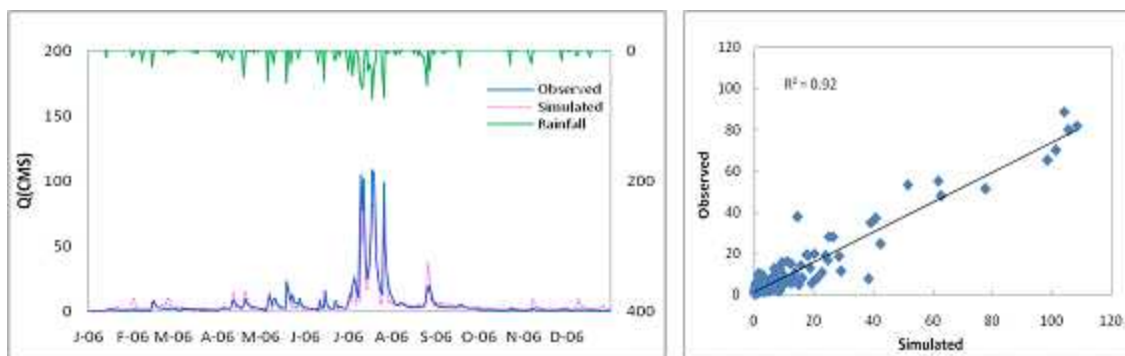 200
150
100
50
0
Q(CMS)
0
200
400
Observed
Simulated
Rainfall
J-06 F-06 M-06 A-06 M-06 J-06 J-06 A-06 S-06 O-06 N-06 D-06
120
100
80
60
40
20
0
Observed
R² = 0.92
0 20 40 60 80 100 120
Simulated